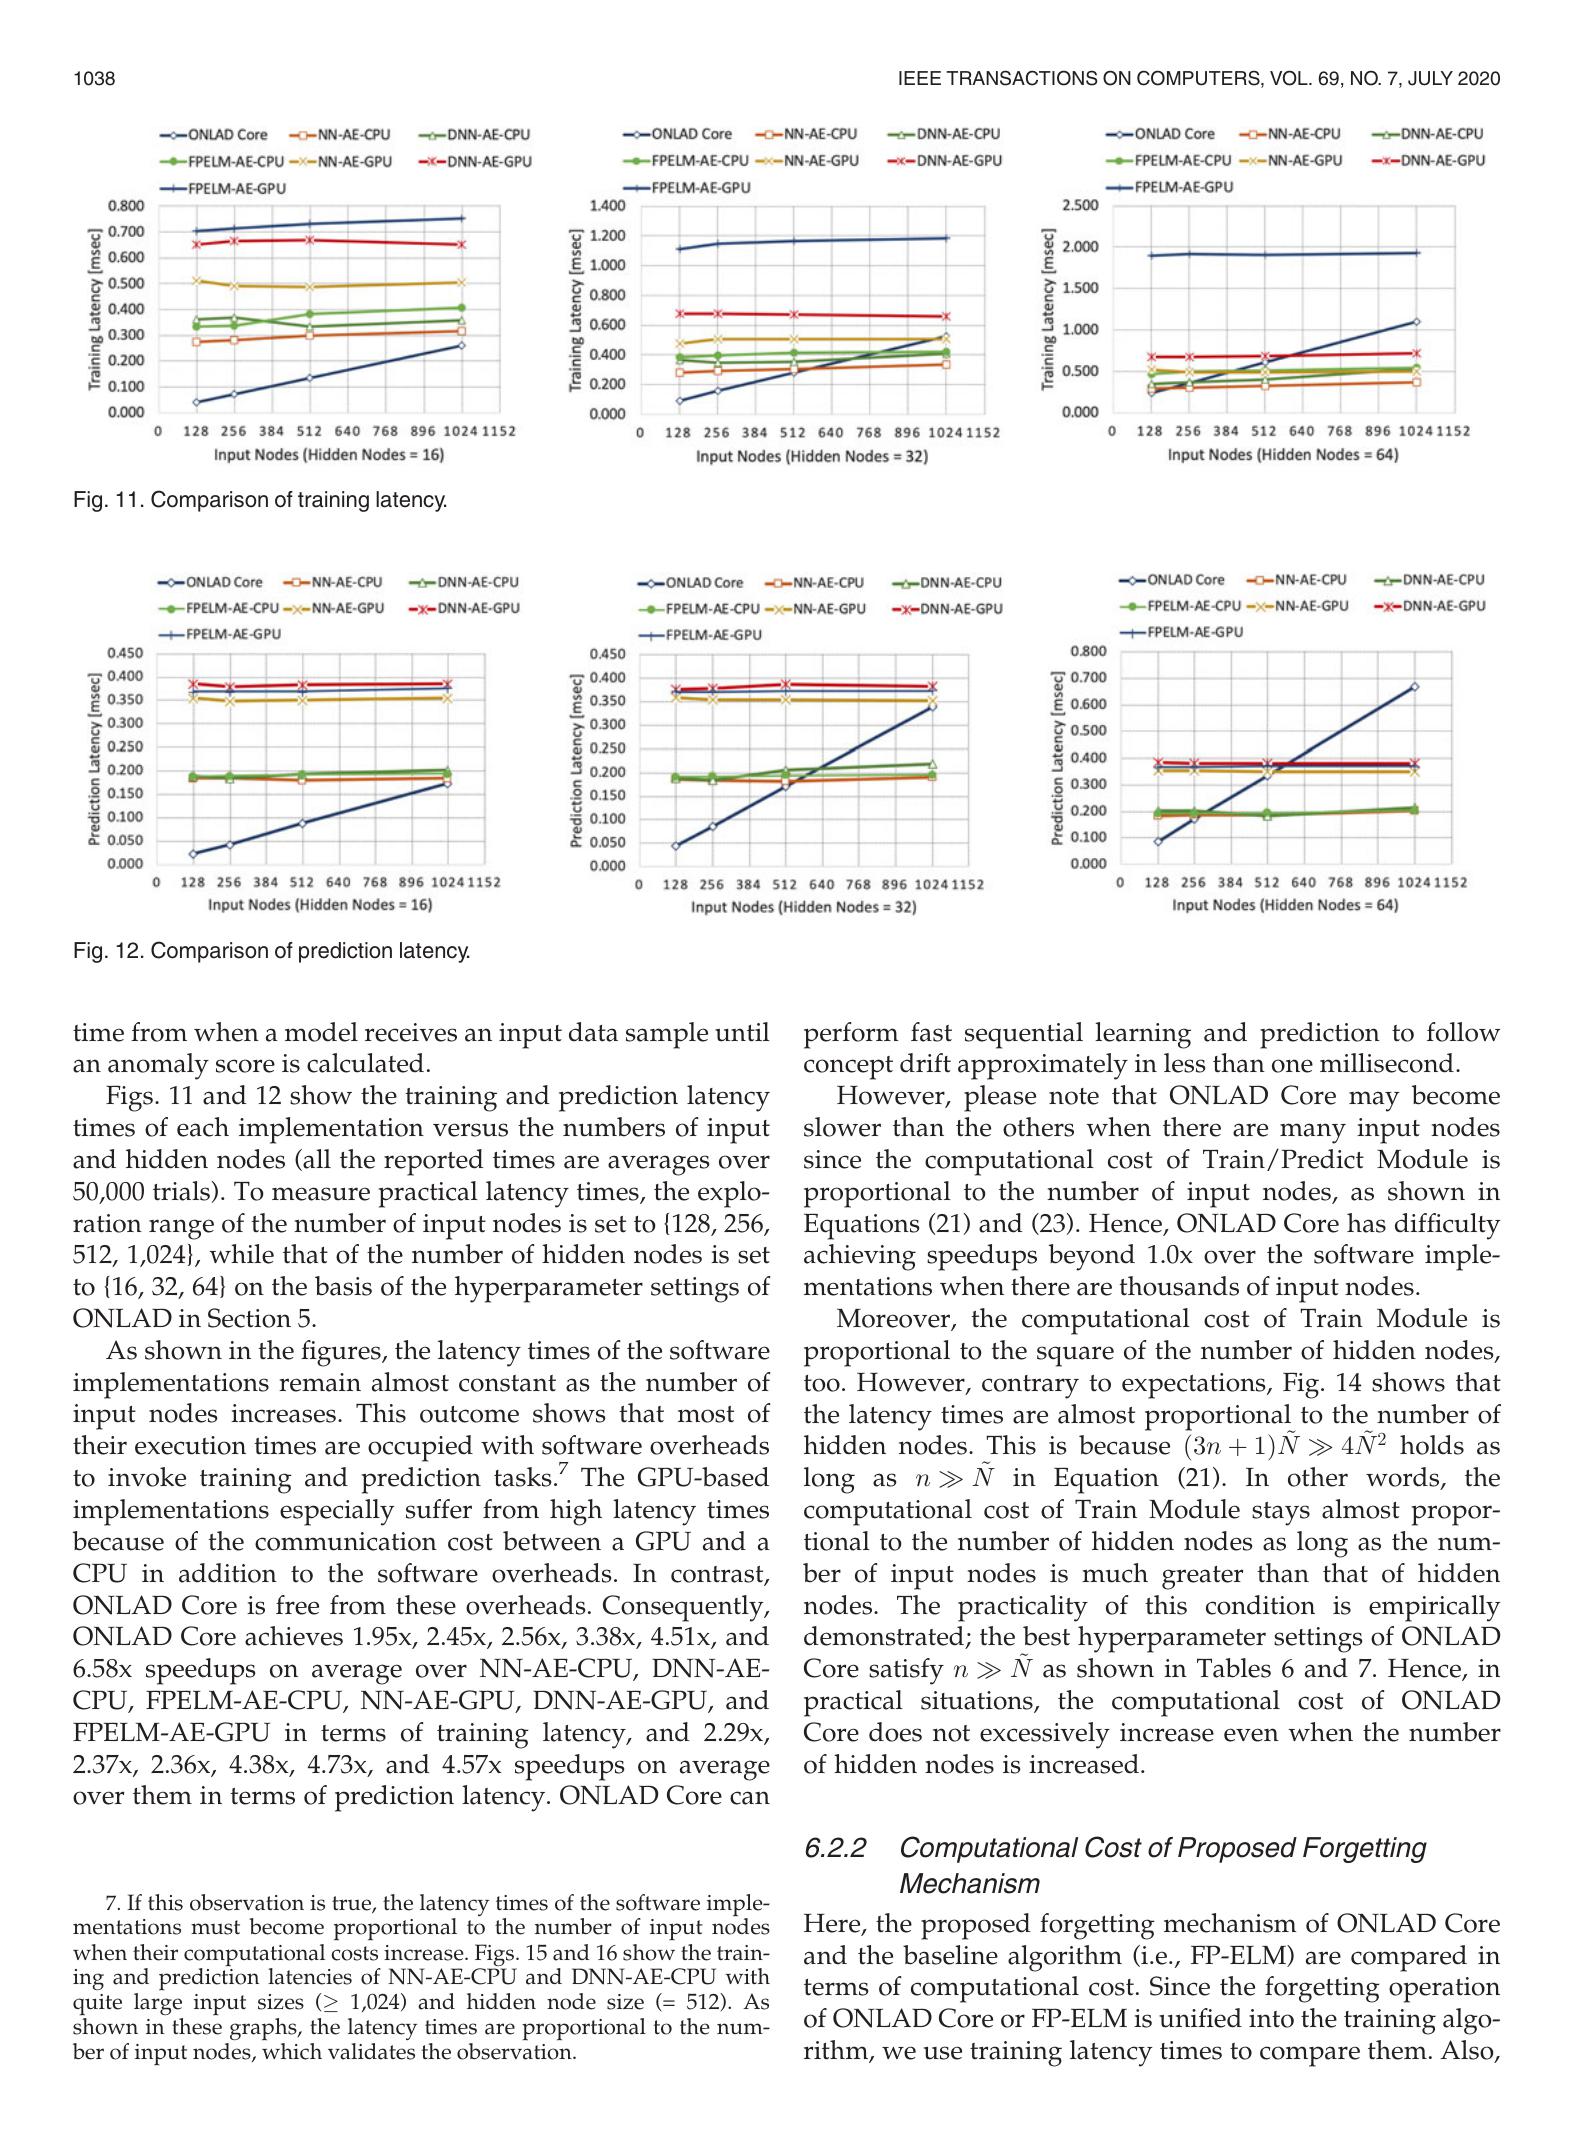 1038
IEEE TRANSACTIONS ON COMPUTERS, VOL. 69, NO. 7, JULY 2020
ONLAD Core NN-AE-CPU DNN-AE-CPU
FPELM-AE-CPU NN-AE-GPU DNN-AE-GPU
FPELM-AE-GPU
Training Latency [msec]
0.800
0.700
0.600
0.500
0.400
0.300
0.200
0.100
0.000
0 128 256 384 512 640 768 896 1024 1152
Input Nodes (Hidden Nodes = 16)
ONLAD Core NN-AE-CPU DNN-AE-CPU
FPELM-AE-CPU NN-AE-GPU DNN-AE-GPU
FPELM-AE-GPU
Training Latency [msec]
1.400
1.200
1.000
0.800
0.600
0.400
0.200
0.000
0 128 256 384 512 640 768 896 1024 1152
Input Nodes (Hidden Nodes = 32)
ONLAD Core NN-AE-CPU DNN-AE-CPU
FPELM-AE-CPU NN-AE-GPU DNN-AE-GPU
FPELM-AE-GPU
Training Latency [msec]
2.500
2.000
1.500
1.000
0.500
0.000
0 128 256 384 512 640 768 896 1024 1152
Input Nodes (Hidden Nodes = 64)
Fig. 11. Comparison of training latency.
ONLAD Core NN-AE-CPU DNN-AE-CPU
FPELM-AE-CPU NN-AE-GPU DNN-AE-GPU
FPELM-AE-GPU
Prediction Latency [msec]
0.450
0.400
0.350
0.300
0.250
0.200
0.150
0.100
0.050
0.000
0 128 256 384 512 640 768 896 1024 1152
Input Nodes (Hidden Nodes = 16)
ONLAD Core NN-AE-CPU DNN-AE-CPU
FPELM-AE-CPU NN-AE-GPU DNN-AE-GPU
FPELM-AE-GPU
Prediction Latency [msec]
0.450
0.400
0.350
0.300
0.250
0.200
0.150
0.100
0.050
0.000
0 128 256 384 512 640 768 896 1024 1152
Input Nodes (Hidden Nodes = 32)
ONLAD Core NN-AE-CPU DNN-AE-CPU
FPELM-AE-CPU NN-AE-GPU DNN-AE-GPU
FPELM-AE-GPU
Prediction Latency [msec]
0.800
0.700
0.600
0.500
0.400
0.300
0.200
0.100
0.000
0 128 256 384 512 640 768 896 1024 1152
Input Nodes (Hidden Nodes = 64)
Fig. 12. Comparison of prediction latency.
time from when a model receives an input data sample until
an anomaly score is calculated.
Figs. 11 and 12 show the training and prediction latency
times of each implementation versus the numbers of input
and hidden nodes (all the reported times are averages over
50,000 trials). To measure practical latency times, the explo-
ration range of the number of input nodes is set to {128, 256,
512, 1,024}, while that of the number of hidden nodes is set
to {16, 32, 64} on the basis of the hyperparameter settings of
ONLAD in Section 5.
As shown in the figures, the latency times of the software
implementations remain almost constant as the number of
input nodes increases. This outcome shows that most of
their execution times are occupied with software overheads
to invoke training and prediction tasks.⁷ The GPU-based
implementations especially suffer from high latency times
because of the communication cost between a GPU and a
CPU in addition to the software overheads. In contrast,
ONLAD Core is free from these overheads. Consequently,
ONLAD Core achieves 1.95x, 2.45x, 2.56x, 3.38x, 4.51x, and
6.58x speedups on average over NN-AE-CPU, DNN-AE-
CPU, FPELM-AE-CPU, NN-AE-GPU, DNN-AE-GPU, and
FPELM-AE-GPU in terms of training latency, and 2.29x,
2.37x, 2.36x, 4.38x, 4.73x, and 4.57x speedups on average
over them in terms of prediction latency. ONLAD Core can
7. If this observation is true, the latency times of the software imple-
mentations must become proportional to the number of input nodes
when their computational costs increase. Figs. 15 and 16 show the train-
ing and prediction latencies of NN-AE-CPU and DNN-AE-CPU with
quite large input sizes (≥ 1,024) and hidden node size (= 512). As
shown in these graphs, the latency times are proportional to the num-
ber of input nodes, which validates the observation.
perform fast sequential learning and prediction to follow
concept drift approximately in less than one millisecond.
However, please note that ONLAD Core may become
slower than the others when there are many input nodes
since the computational cost of Train/Predict Module is
proportional to the number of input nodes, as shown in
Equations (21) and (23). Hence, ONLAD Core has difficulty
achieving speedups beyond 1.0x over the software imple-
mentations when there are thousands of input nodes.
Moreover, the computational cost of Train Module is
proportional to the square of the number of hidden nodes,
too. However, contrary to expectations, Fig. 14 shows that
the latency times are almost proportional to the number of
hidden nodes. This is because (3n + 1)Ñ ≫ 4Ñ² holds as
long as n ≫ Ñ in Equation (21). In other words, the
computational cost of Train Module stays almost propor-
tional to the number of hidden nodes as long as the num-
ber of input nodes is much greater than that of hidden
nodes. The practicality of this condition is empirically
demonstrated; the best hyperparameter settings of ONLAD
Core satisfy n ≫ Ñ as shown in Tables 6 and 7. Hence, in
practical situations, the computational cost of ONLAD
Core does not excessively increase even when the number
of hidden nodes is increased.
6.2.2 Computational Cost of Proposed Forgetting
Mechanism
Here, the proposed forgetting mechanism of ONLAD Core
and the baseline algorithm (i.e., FP-ELM) are compared in
terms of computational cost. Since the forgetting operation
of ONLAD Core or FP-ELM is unified into the training algo-
rithm, we use training latency times to compare them. Also,